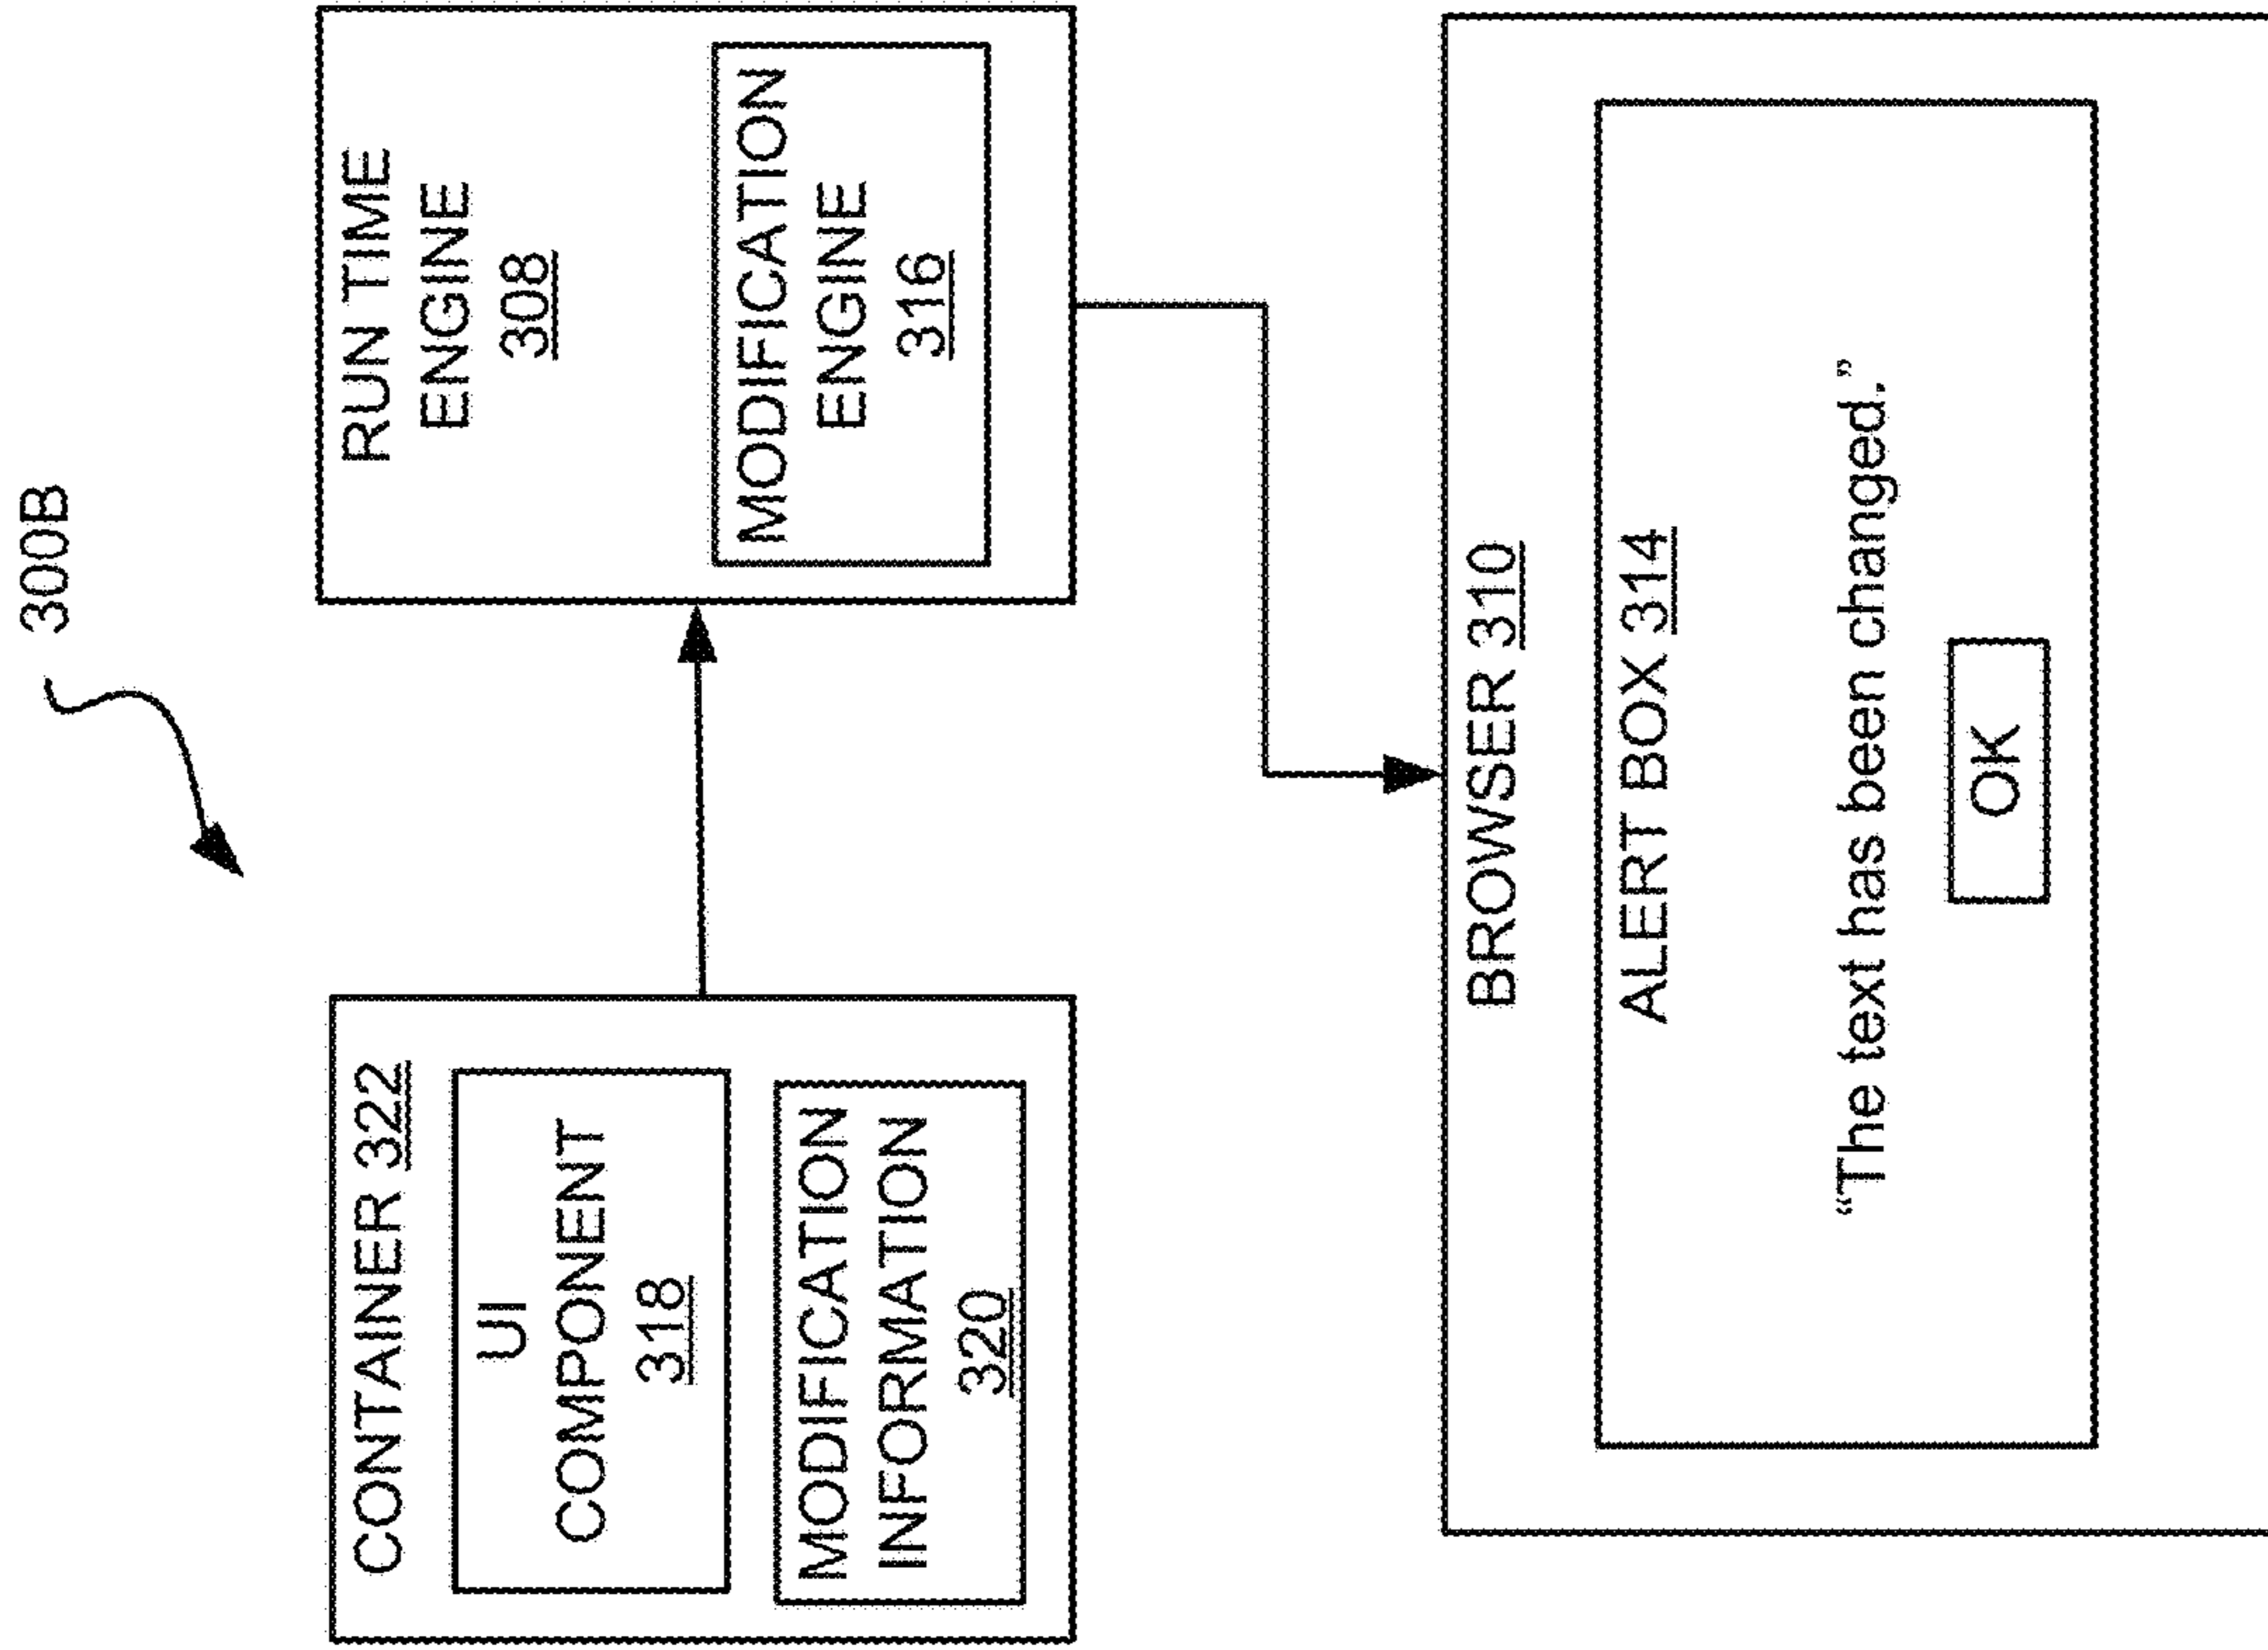 300B
CONTAINER 322
UI
COMPONENT
318
MODIFICATION
INFORMATION
320
RUN TIME
ENGINE
308
MODIFICATION
ENGINE
316
BROWSER 310
ALERT BOX 314
“The text has been changed.”
OK